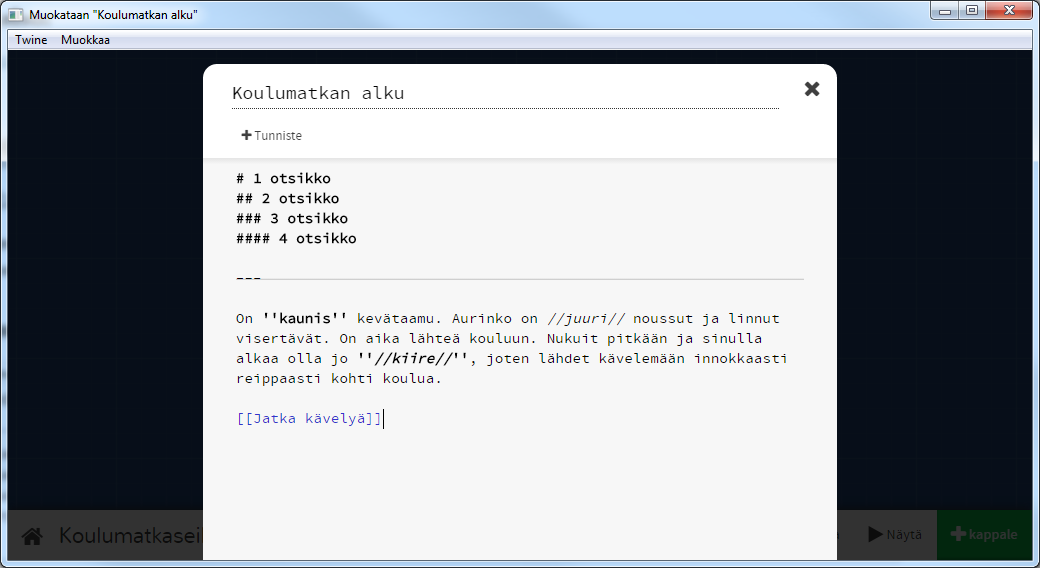 Muokataan "Koulumatkan alku"
Twine Muokkaa
Koulumatkan alku
Tunniste
# 1 otsikko
## 2 otsikko
### 3 otsikko
#### 4 otsikko
---
On ''kaunis'' kevätaamu. Aurinko on //juuri// noussut ja linnut
visertävät. On aika lähteä kouluun. Nukuit pitkään ja sinulla
alkaa olla jo ''//kiire//'', joten lähdet kävelemään innokkaasti
reippaasti kohti koulua.
[[Jatka kävelyä]]
Koulumatkasei
Näytä
kappale